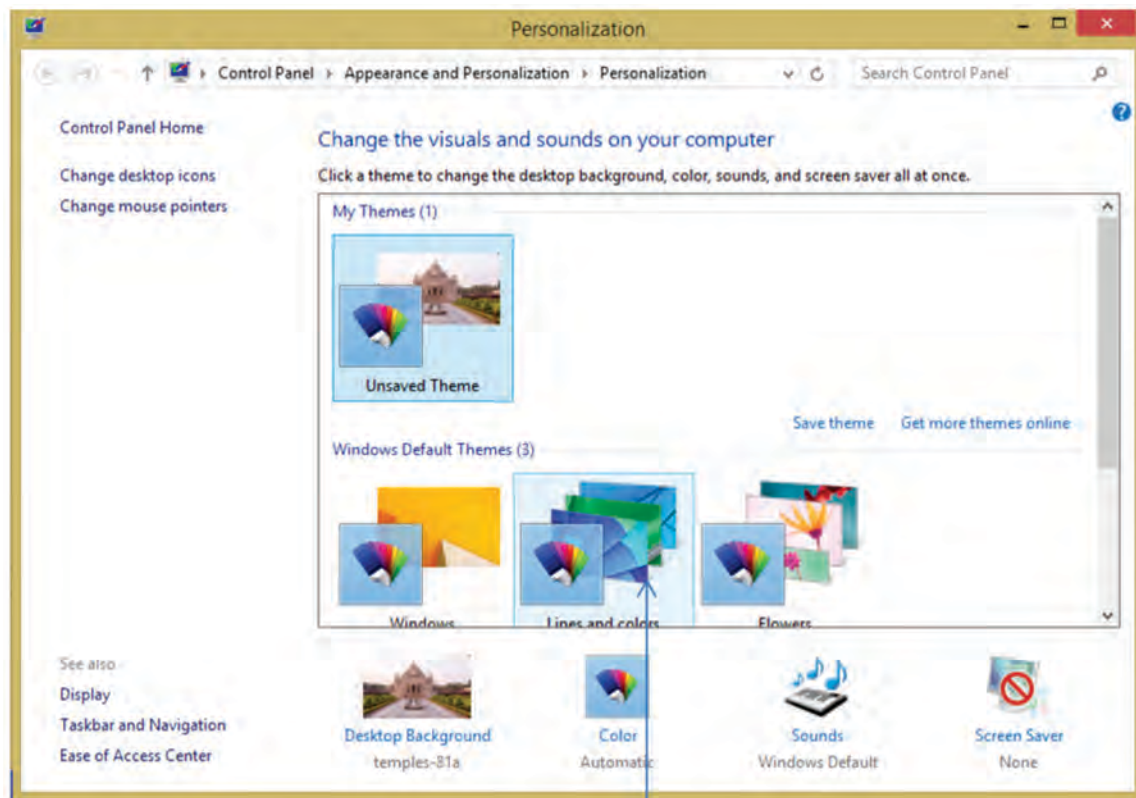 Personalization
Control Panel Appearance and Personalization Personalization Search Control Panel
Control Panel Home
Change desktop icons
Change mouse pointers
Change the visuals and sounds on your computer
Click a theme to change the desktop background, color, sounds, and screen saver all at once.
My Themes (1)
Unsaved Theme
Save theme Get more themes online
Windows Default Themes (3)
Windows Lines and colors Flowers
See also
Display
Taskbar and Navigation
Ease of Access Center
Desktop Background
temples-81a
Color
Automatic
Sounds
Windows Default
Screen Saver
None